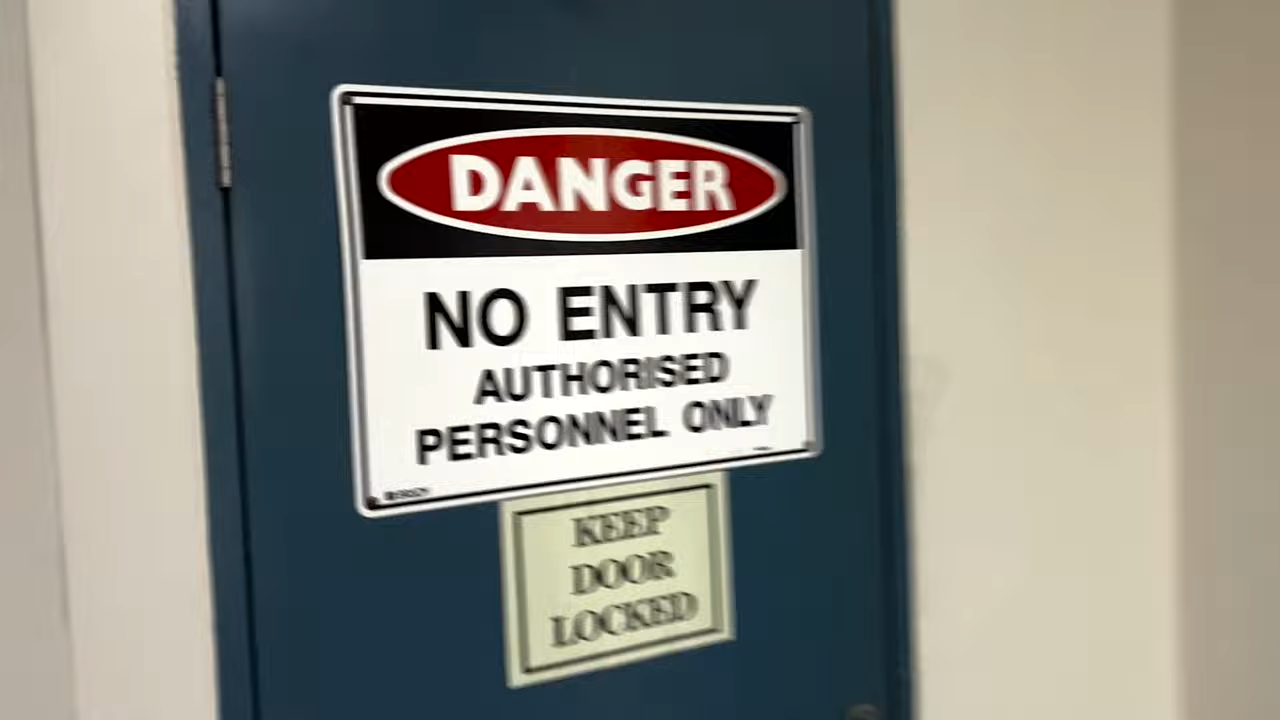 DANGER
NO ENTRY
AUTHORISED
PERSONNEL ONLY
KEEP
DOOR
LOCKED